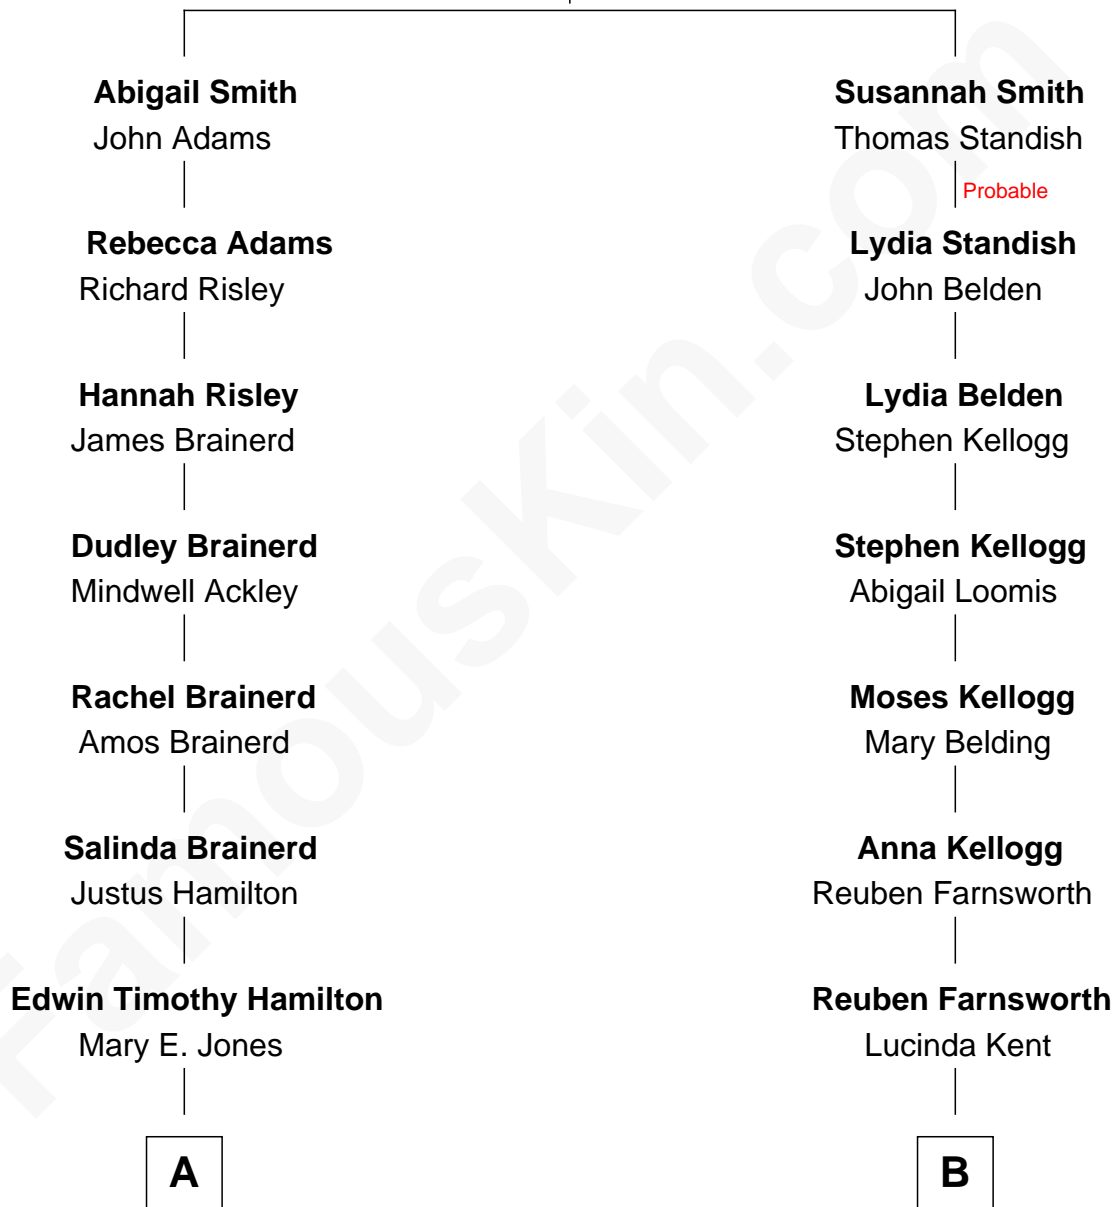 Abigail Smith
John Adams
Susannah Smith
Thomas Standish
Probable
Rebecca Adams
Richard Risley
Lydia Standish
John Belden
Hannah Risley
James Brainerd
Lydia Belden
Stephen Kellogg
Dudley Brainerd
Mindwell Ackley
Stephen Kellogg
Abigail Loomis
Rachel Brainerd
Amos Brainerd
Moses Kellogg
Mary Belding
Salinda Brainerd
Justus Hamilton
Anna Kellogg
Reuben Farnsworth
Edwin Timothy Hamilton
Mary E. Jones
Reuben Farnsworth
Lucinda Kent
A
B
FamousKin.com